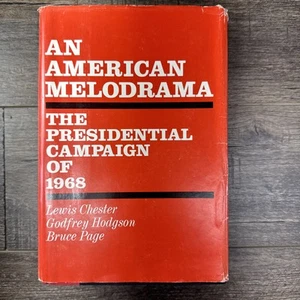 AN
AMERICAN
MELODRAMA
THE
PRESIDENTIAL
CAMPAIGN
OF
1968
Lewis Chester
Godfrey Hodgson
Bruce Page